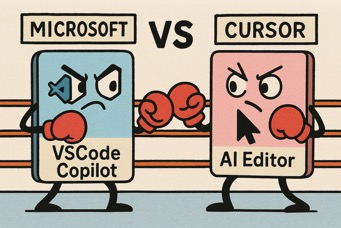 MICROSOFT
VS
CURSOR
VSCode
Copilot
AI Editor